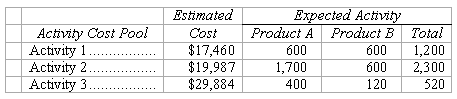 Estimated Expected Activity
Activity Cost Pool Cost Product A Product B Total
Activity 1................. $17,460 600 600 1,200
Activity 2................. $19,987 1,700 600 2,300
Activity 3................. $29,884 400 120 520